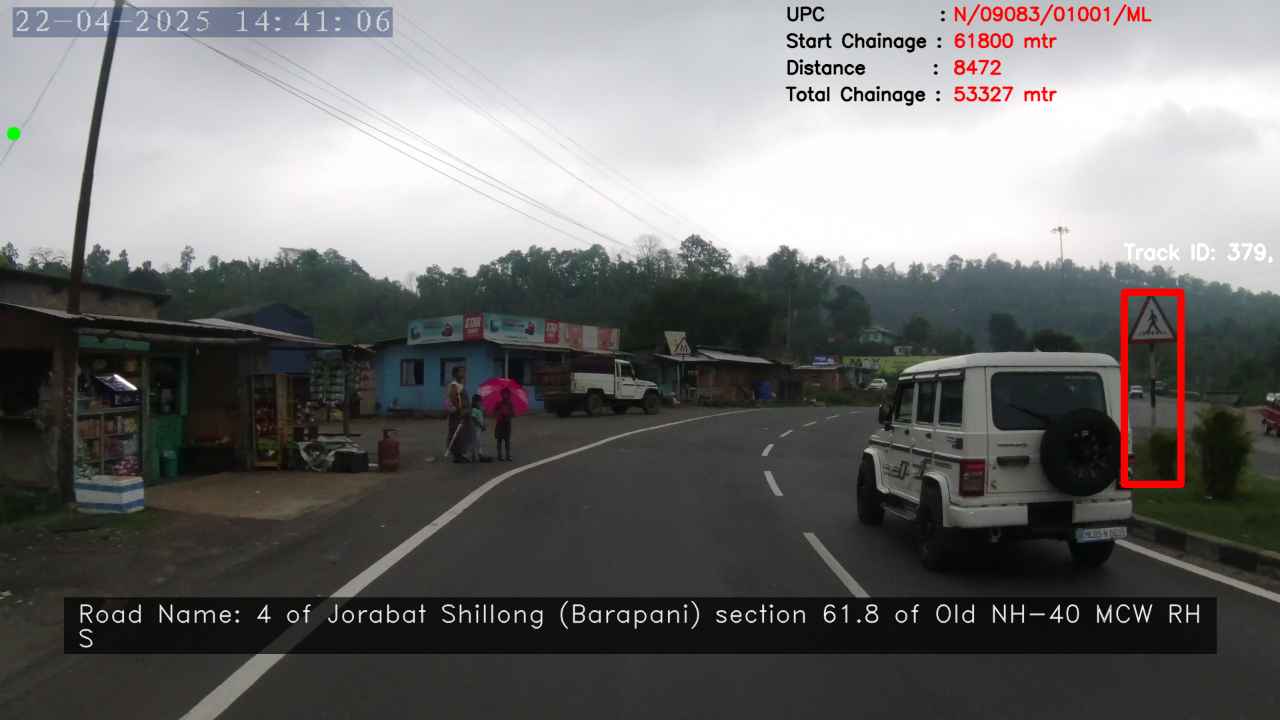 22-04-2025 14:41:06
UPC : N/09083/01001/ML
Start Chainage : 61800 mtr
Distance : 8472
Total Chainage : 53327 mtr
Track ID: 379,
STAR
Road Name: 4 of Jorabat Shillong (Barapani) section 61.8 of Old NH-40 MCW RH
S